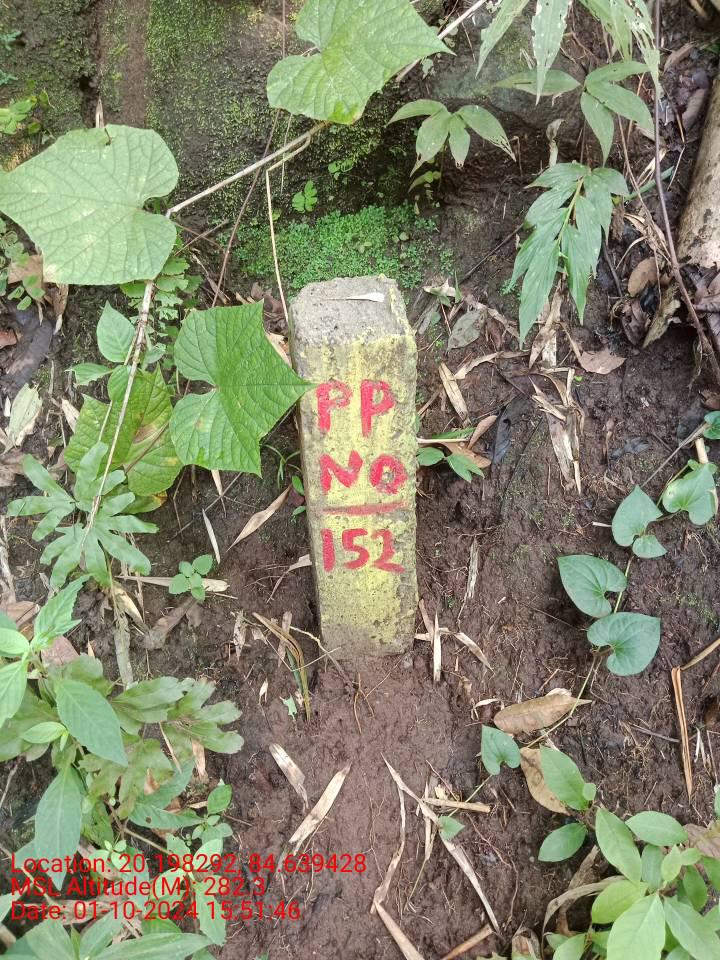 PP
NO
152
Location: 20.198292, 84.639428
MSL Altitude(M): 282.3
Date: 01-10-2024 15:51:46